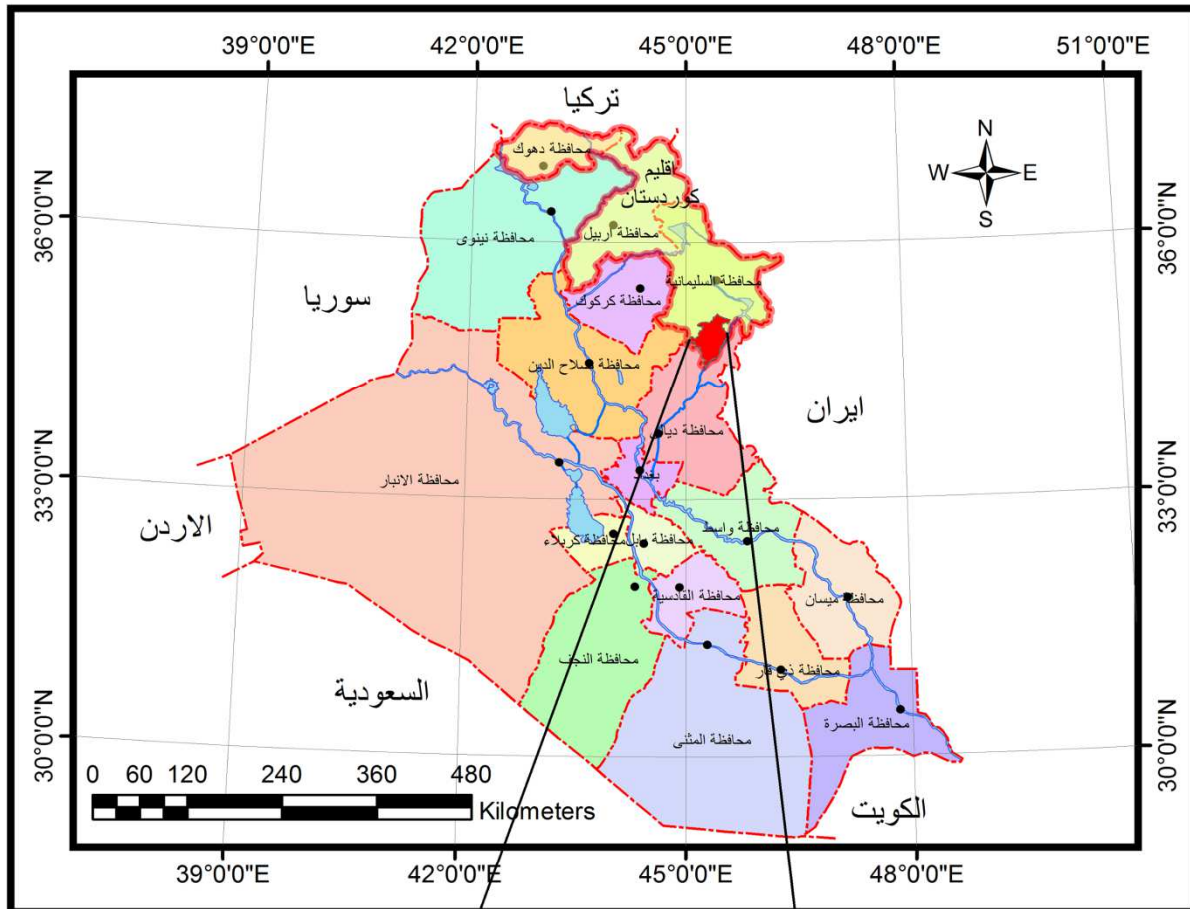 39°0'0"E 42°0'0"E 45°0'0"E 48°0'0"E 51°0'0"E
تركيا
N
W E
S
محافظة دهوك
اقليم
كوردستان
36°0'0"N
36°0'0"N
محافظة نينوى
محافظة اربيل
محافظة السليمانية
محافظة كركوك
سوريا
محافظة صلاح الدين
ايران
محافظة ديالى
بغداد
33°0'0"N
33°0'0"N
محافظة الانبار
الاردن
محافظة واسط
محافظة بابل
محافظة كربلاء
محافظة القادسية
محافظة ميسان
محافظة النجف
محافظة ذي قار
السعودية
محافظة البصرة
محافظة المثنى
30°0'0"N
30°0'0"N
0 60 120 240 360 480
Kilometers
الكويت
39°0'0"E 42°0'0"E 45°0'0"E 48°0'0"E